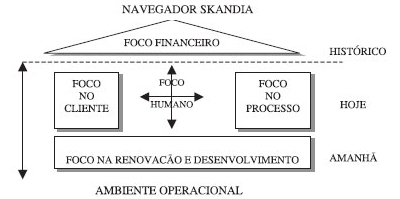 NAVEGADOR SKANDIA
FOCO FINANCEIRO
HISTÓRICO
FOCO
NO
CLIENTE
FOCO
HUMANO
FOCO
NO
PROCESSO
HOJE
FOCO NA RENOVACÃO E DESENVOLVIMENTO
AMANHÃ
AMBIENTE OPERACIONAL